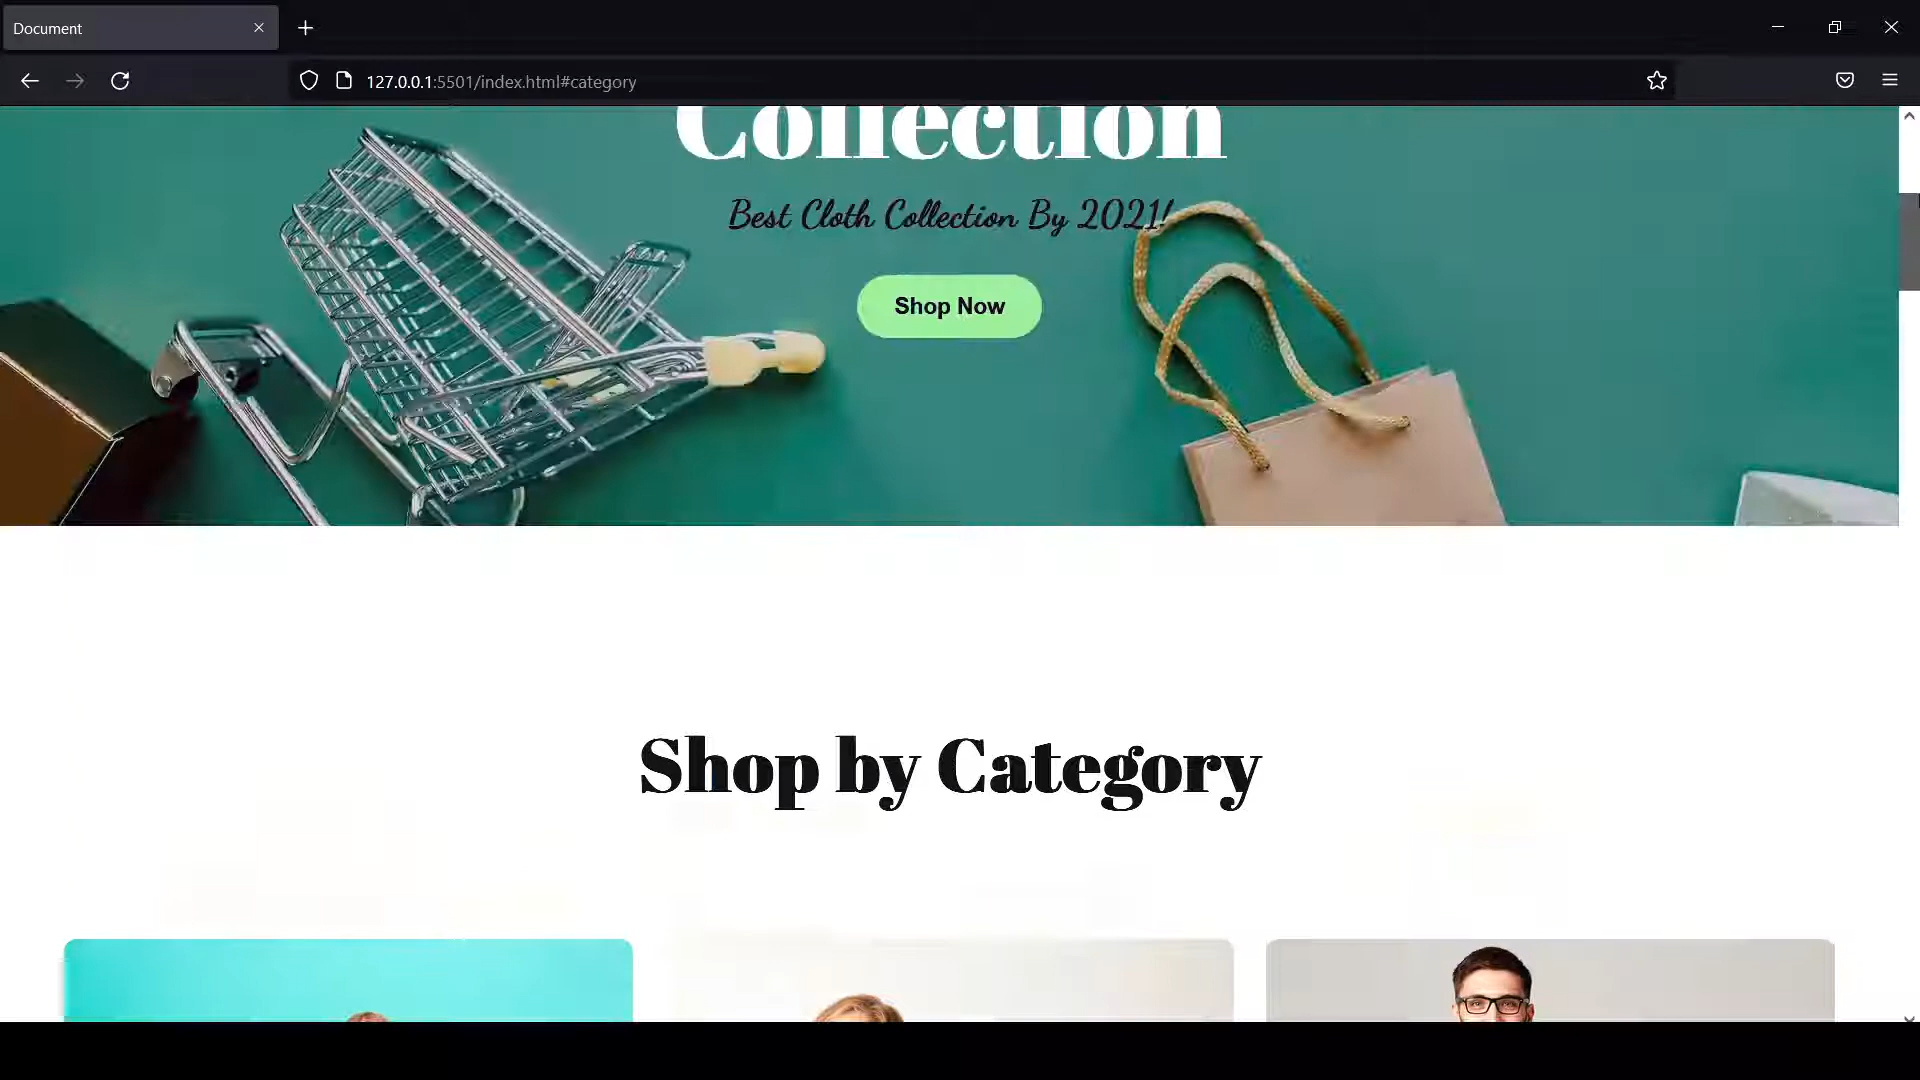 Document
127.0.0.1:5501/index.html#category
Collection
Best Cloth Collection By 2021!
Shop Now
Shop by Category